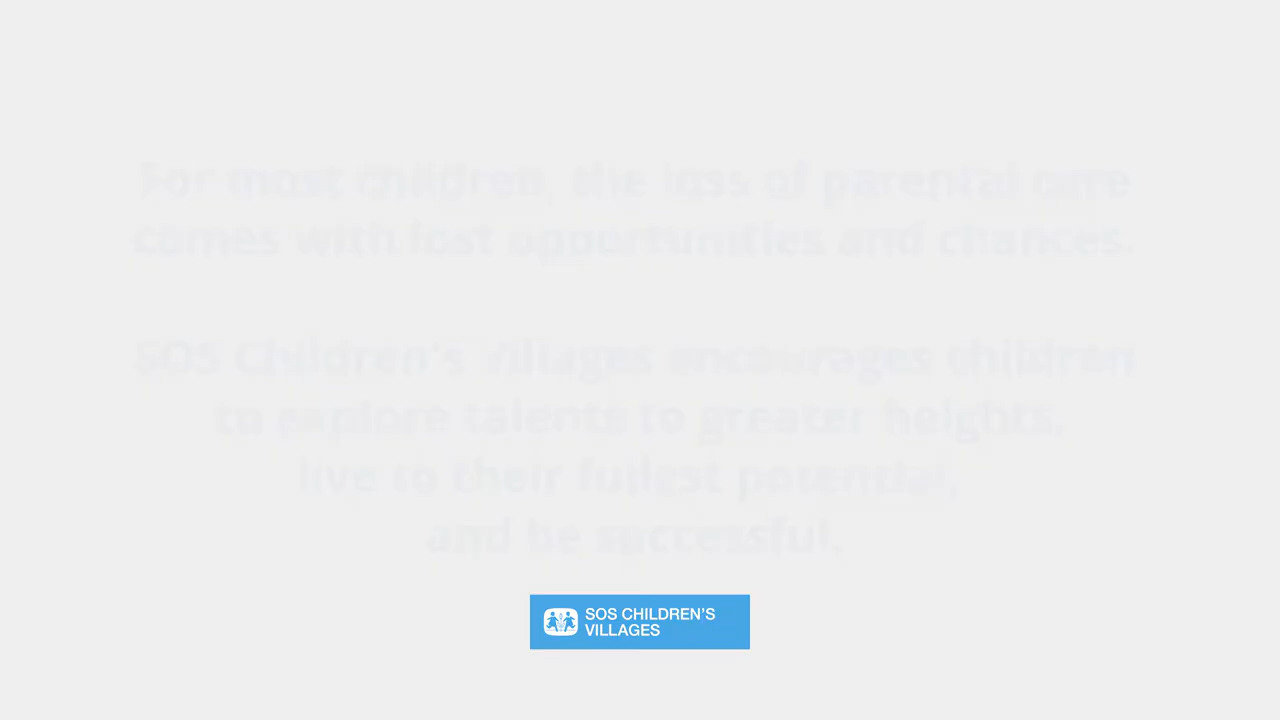 For most children, the loss of parental care
comes with lost opportunities and chances.
SOS Children's Villages encourages children
to explore talents to greater heights,
live to their fullest potential,
and be successful.
SOS CHILDREN'S
VILLAGES